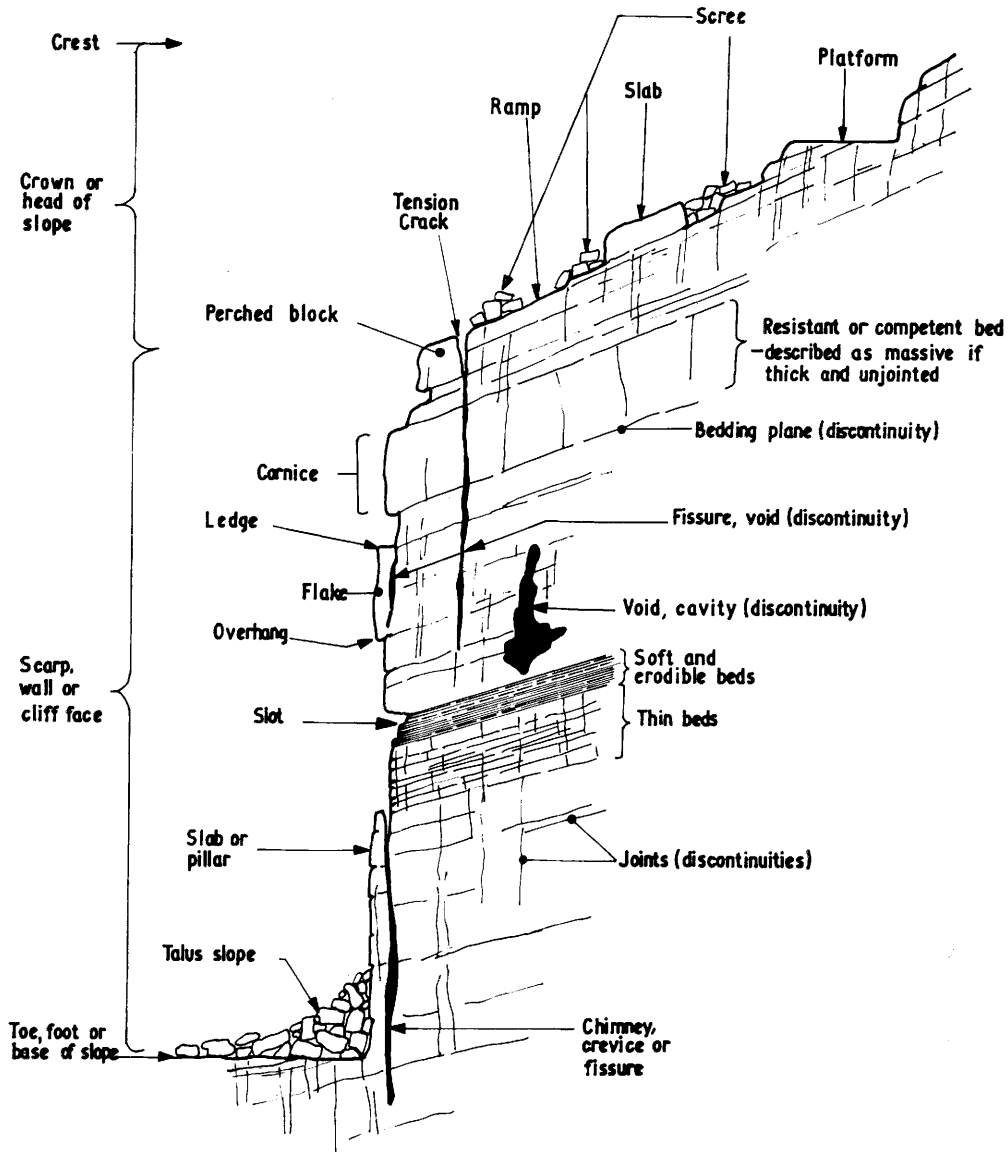 Scree
Crest
Platform
Slab
Ramp
Crown or
head of
slope
Tension
Crack
Perched block
Resistant or competent bed
-described as massive if
thick and unjointed
Bedding plane (discontinuity)
Cornice
Ledge
Fissure, void (discontinuity)
Flake
Void, cavity (discontinuity)
Overhang
Soft and
erodible beds
Scarp,
wall or
cliff face
Slot
Thin beds
Slab or
pillar
Joints (discontinuities)
Talus slope
Toe, foot or
base of slope
Chimney,
crevice or
fissure